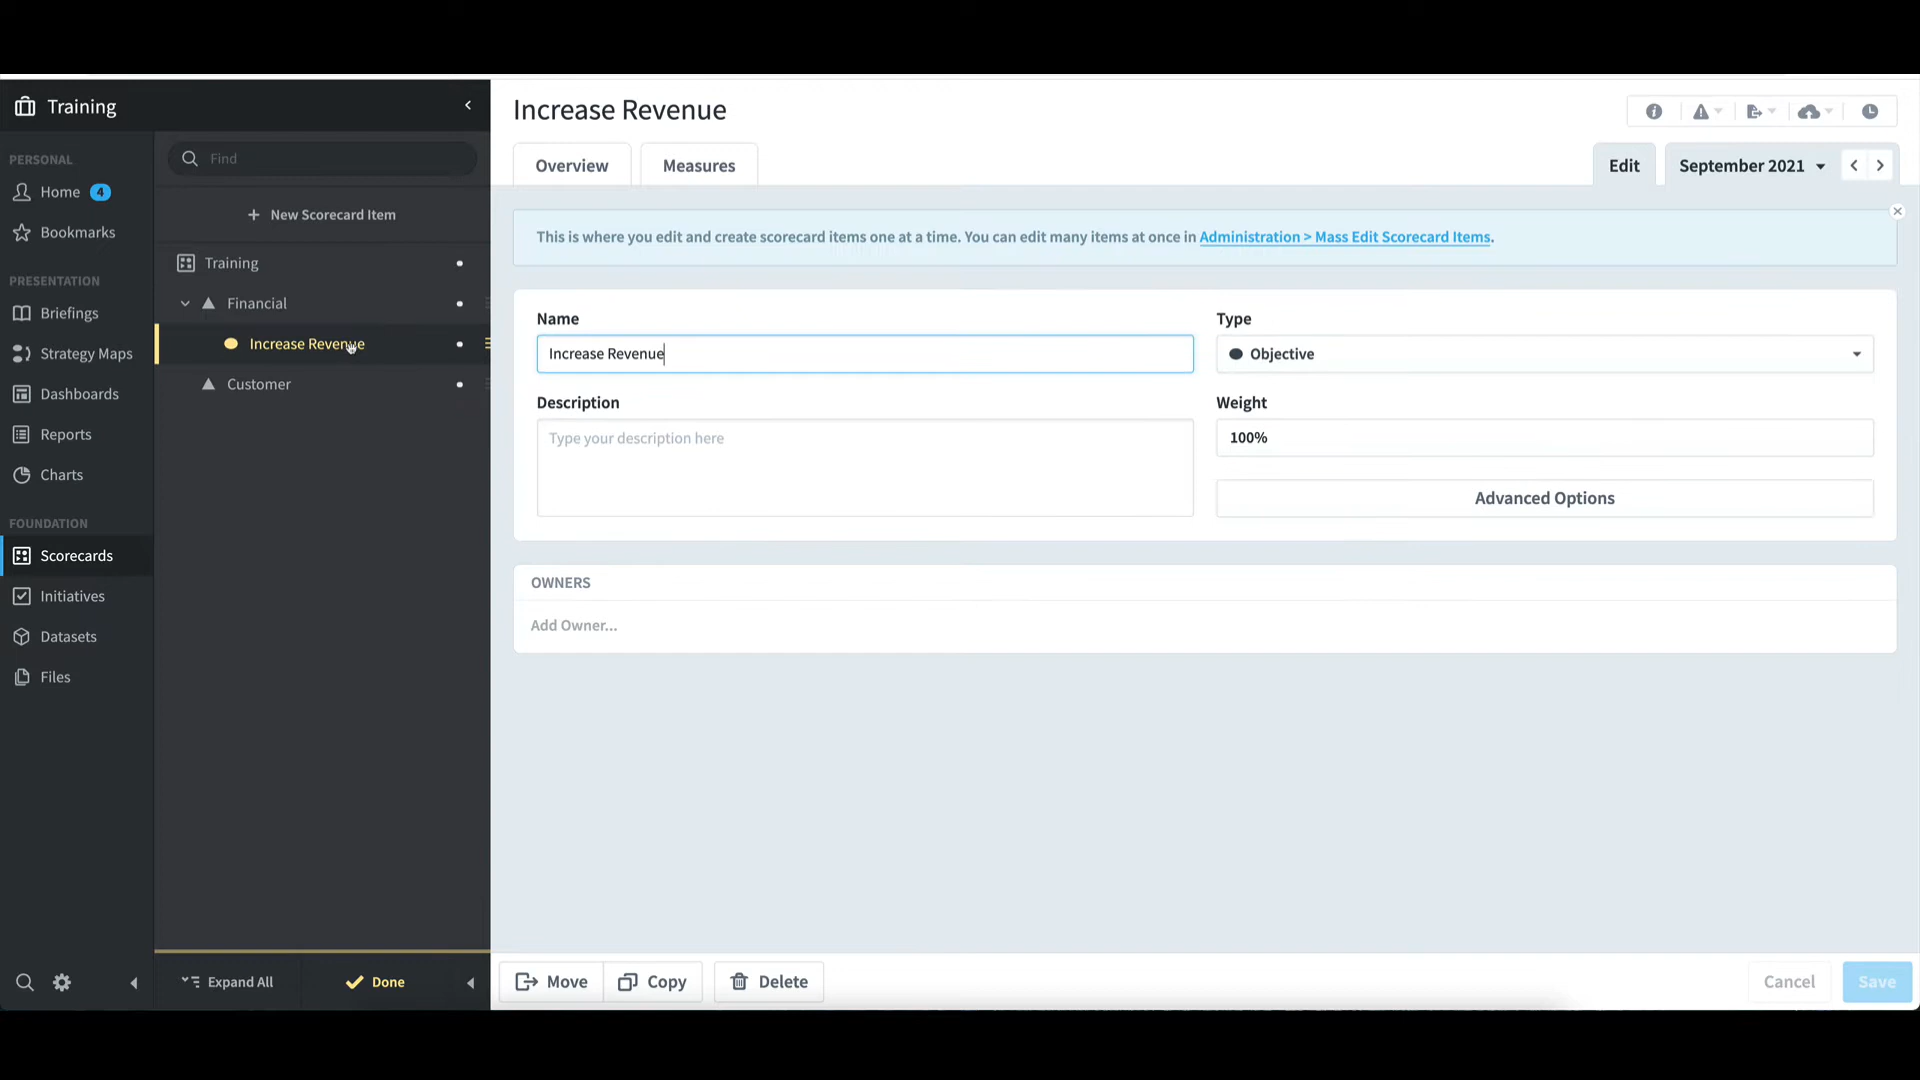 Training
PERSONAL
Home 4
Bookmarks
PRESENTATION
Briefings
Strategy Maps
Dashboards
Reports
Charts
FOUNDATION
Scorecards
Initiatives
Datasets
Files
Find
+ New Scorecard Item
Training
Financial
Increase Revenue
Customer
Expand All
Done
Increase Revenue
Overview
Measures
Edit
September 2021
This is where you edit and create scorecard items one at a time. You can edit many items at once in Administration > Mass Edit Scorecard Items.
Name
Increase Revenue
Type
Objective
Description
Type your description here
Weight
100%
Advanced Options
OWNERS
Add Owner...
Move
Copy
Delete
Cancel
Save